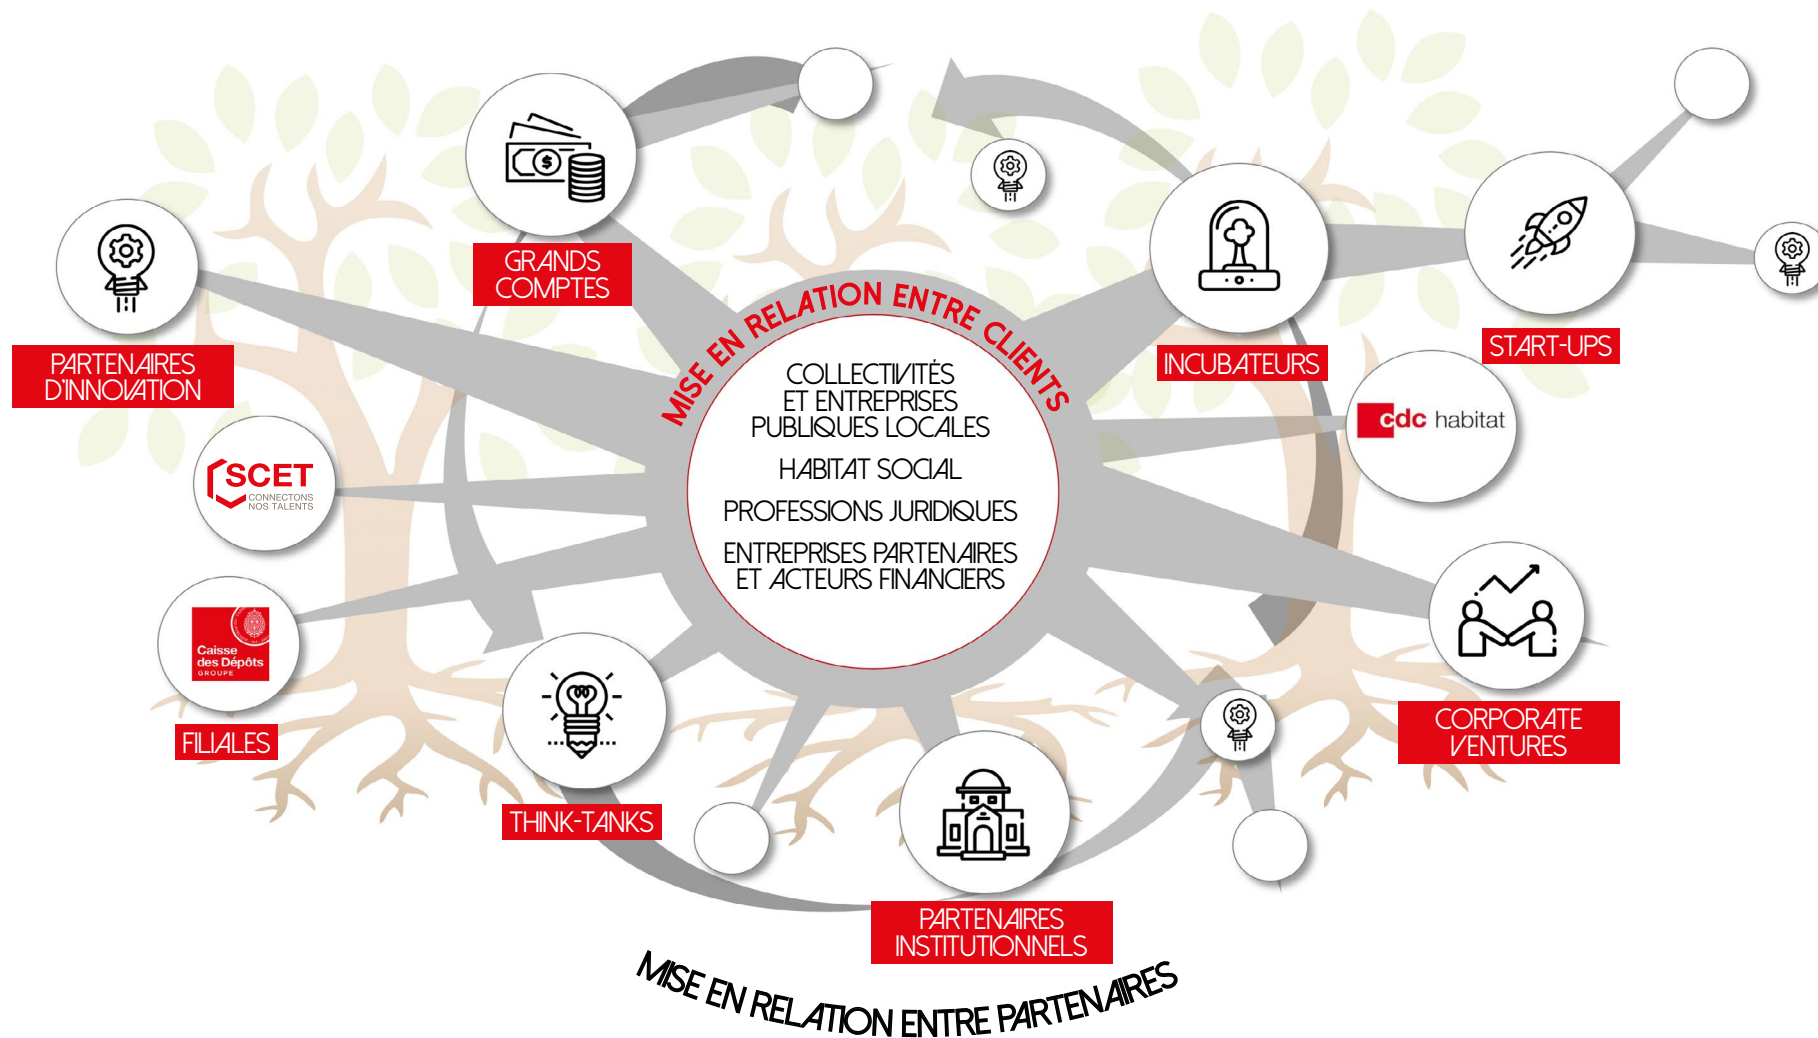 GRANDS
COMPTES
PARTENAIRES
D'INNOVATION
INCUBATEURS
START-UPS
MISE EN RELATION ENTRE CLIENTS
COLLECTIVITÉS
ET ENTREPRISES
PUBLIQUES LOCALES
HABITAT SOCIAL
PROFESSIONS JURIDIQUES
ENTREPRISES PARTENAIRES
ET ACTEURS FINANCIERS
cdc habitat
SCET
CONNECTONS
NOS TALENTS
Caisse
des Dépôts
GROUPE
FILIALES
THINK-TANKS
CORPORATE
VENTURES
PARTENAIRES
INSTITUTIONNELS
MISE EN RELATION ENTRE PARTENAIRES